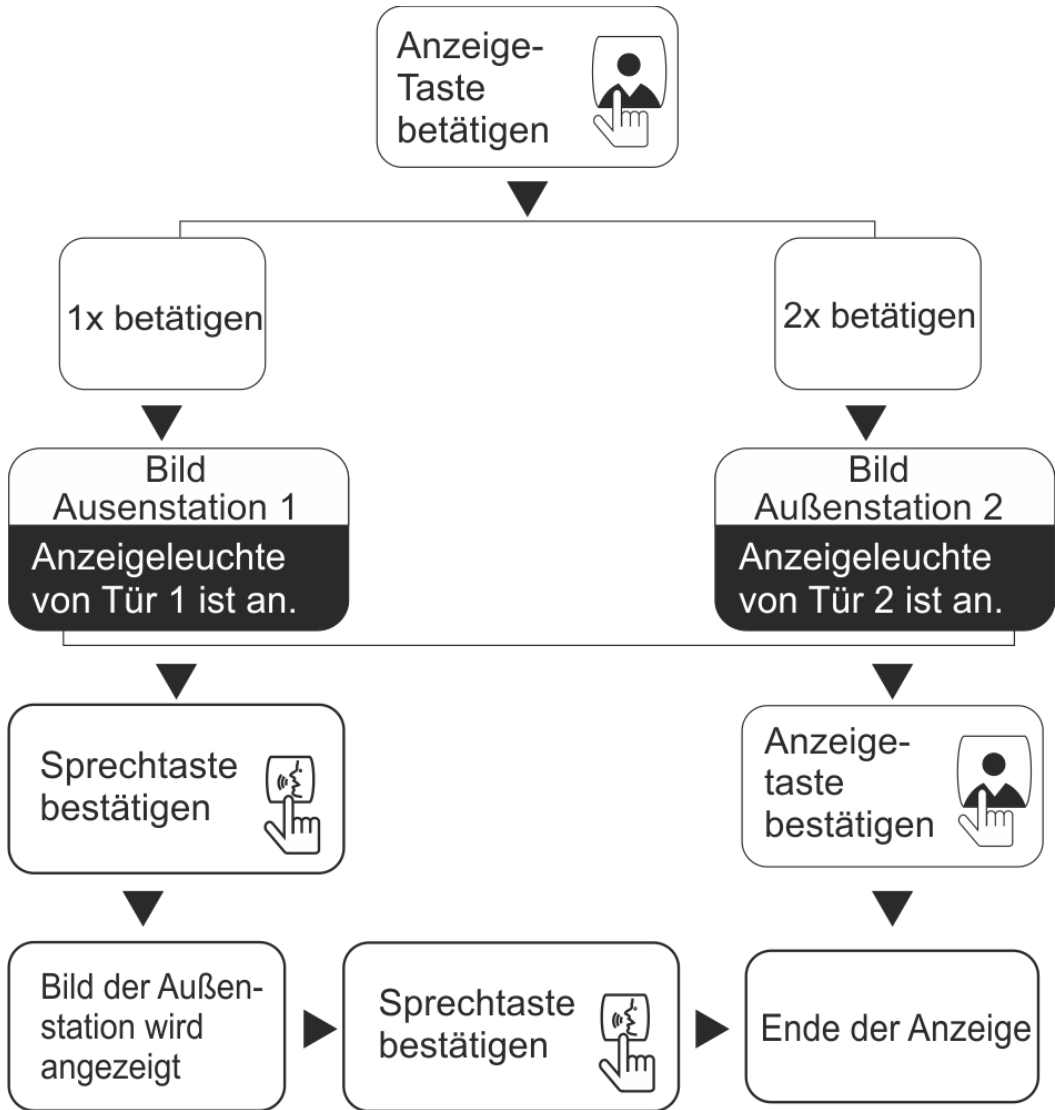 Anzeige-
Taste
betätigen
1x betätigen
2x betätigen
Bild
Ausenstation 1
Anzeigeleuchte
von Tür 1 ist an.
Bild
Außenstation 2
Anzeigeleuchte
von Tür 2 ist an.
Sprechtaste
bestätigen
Anzeige-
taste
bestätigen
Bild der Außen-
station wird
angezeigt
Sprechtaste
bestätigen
Ende der Anzeige